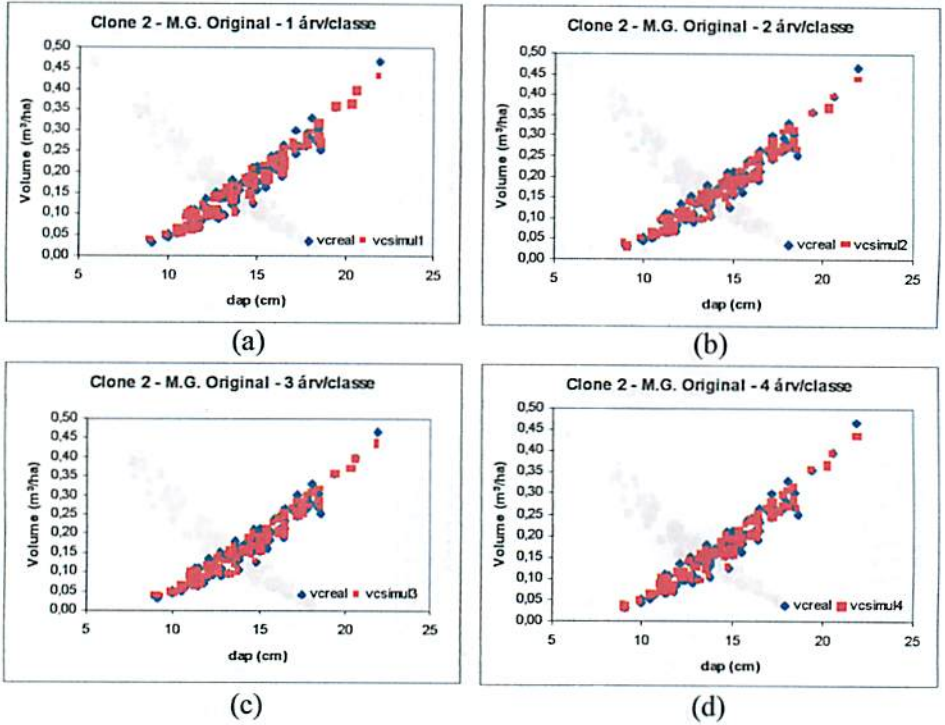 Clone 2 - M.G. Original - 1 árv/classe
Volume (m³/ha)
0,50
0,45
0,40
0,35
0,30
0,25
0,20
0,15
0,10
0,05
0,00
vcreal vcsimul1
5 10 15 20 25
dap (cm)
(a)
Clone 2 - M.G. Original - 2 árv/classe
Volume (m³/ha)
0,50
0,45
0,40
0,35
0,30
0,25
0,20
0,15
0,10
0,05
0,00
vcreal vcsimul2
5 10 15 20 25
dap (cm)
(b)
Clone 2 - M.G. Original - 3 árv/classe
Volume (m³/ha)
0,50
0,45
0,40
0,35
0,30
0,25
0,20
0,15
0,10
0,05
0,00
vcreal vcsimul3
5 10 15 20 25
dap (cm)
(c)
Clone 2 - M.G. Original - 4 árv/classe
Volume (m³/ha)
0,50
0,45
0,40
0,35
0,30
0,25
0,20
0,15
0,10
0,05
0,00
vcreal vcsimul4
5 10 15 20 25
dap (cm)
(d)